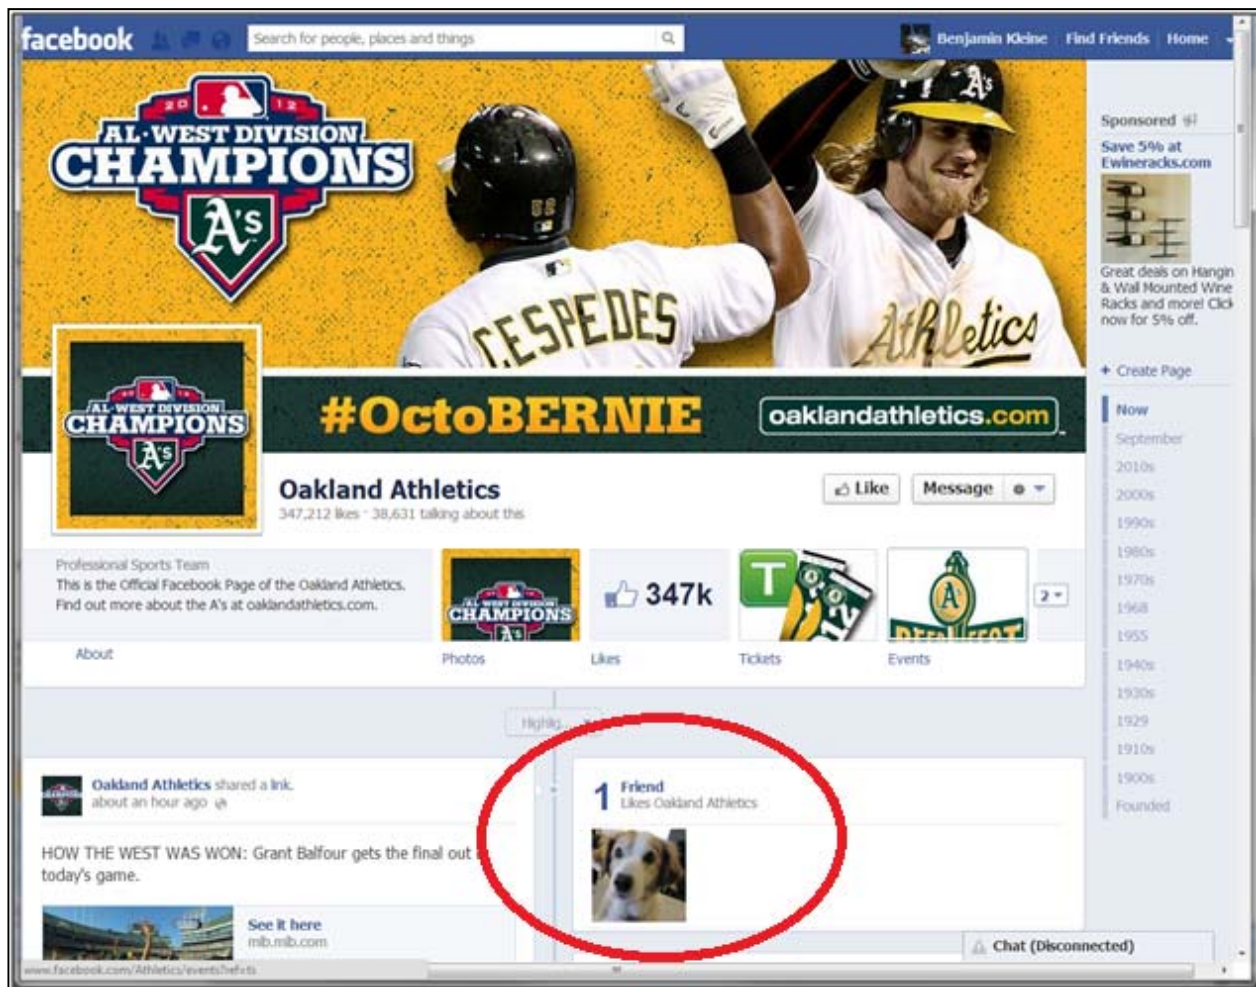 facebook
Search for people, places and things
Benjamin Kleine Find Friends Home
2012
AL·WEST DIVISION
CHAMPIONS
A's
52
CESPEDES
A's
Athletics
Sponsored
Save 5% at
Ewineracks.com
Great deals on Hangin
& Wall Mounted Wine
Racks and more! Click
now for 5% off.
AL·WEST DIVISION
CHAMPIONS
A's
#OctoBERNIE
oaklandathletics.com
Oakland Athletics
347,212 likes · 38,631 talking about this
Like
Message
Professional Sports Team
This is the Official Facebook Page of the Oakland Athletics.
Find out more about the A's at oaklandathletics.com.
About
CHAMPIONS
A's
Photos
347k
Likes
T
12
Tickets
A's
Events
2
+ Create Page
Now
September
2010s
2000s
1990s
1980s
1970s
1968
1955
1940s
1930s
1929
1910s
1900s
Founded
Highlig...
Oakland Athletics shared a link.
about an hour ago
HOW THE WEST WAS WON: Grant Balfour gets the final out
today's game.
See it here
mlb.mlb.com
1 Friend
Likes Oakland Athletics
Chat (Disconnected)
www.facebook.com/Athletics/events?ref=ts